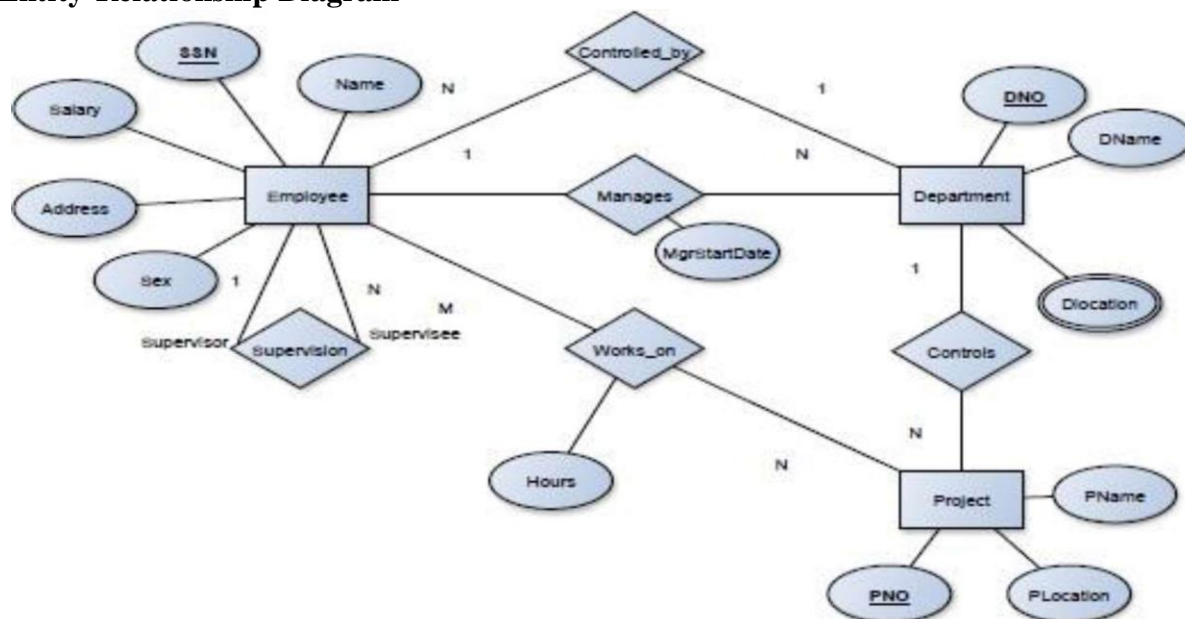 Entity-Relationship Diagram
SSN
Name
Salary
Address
Sex
Employee
Controlled_by
N
1
DNO
DName
Department
Dlocation
1
N
Manages
MgrStartDate
1
N
Supervisor
Supervisee
Supervision
M
Works_on
N
Hours
1
Controls
N
Project
PName
PNO
PLocation